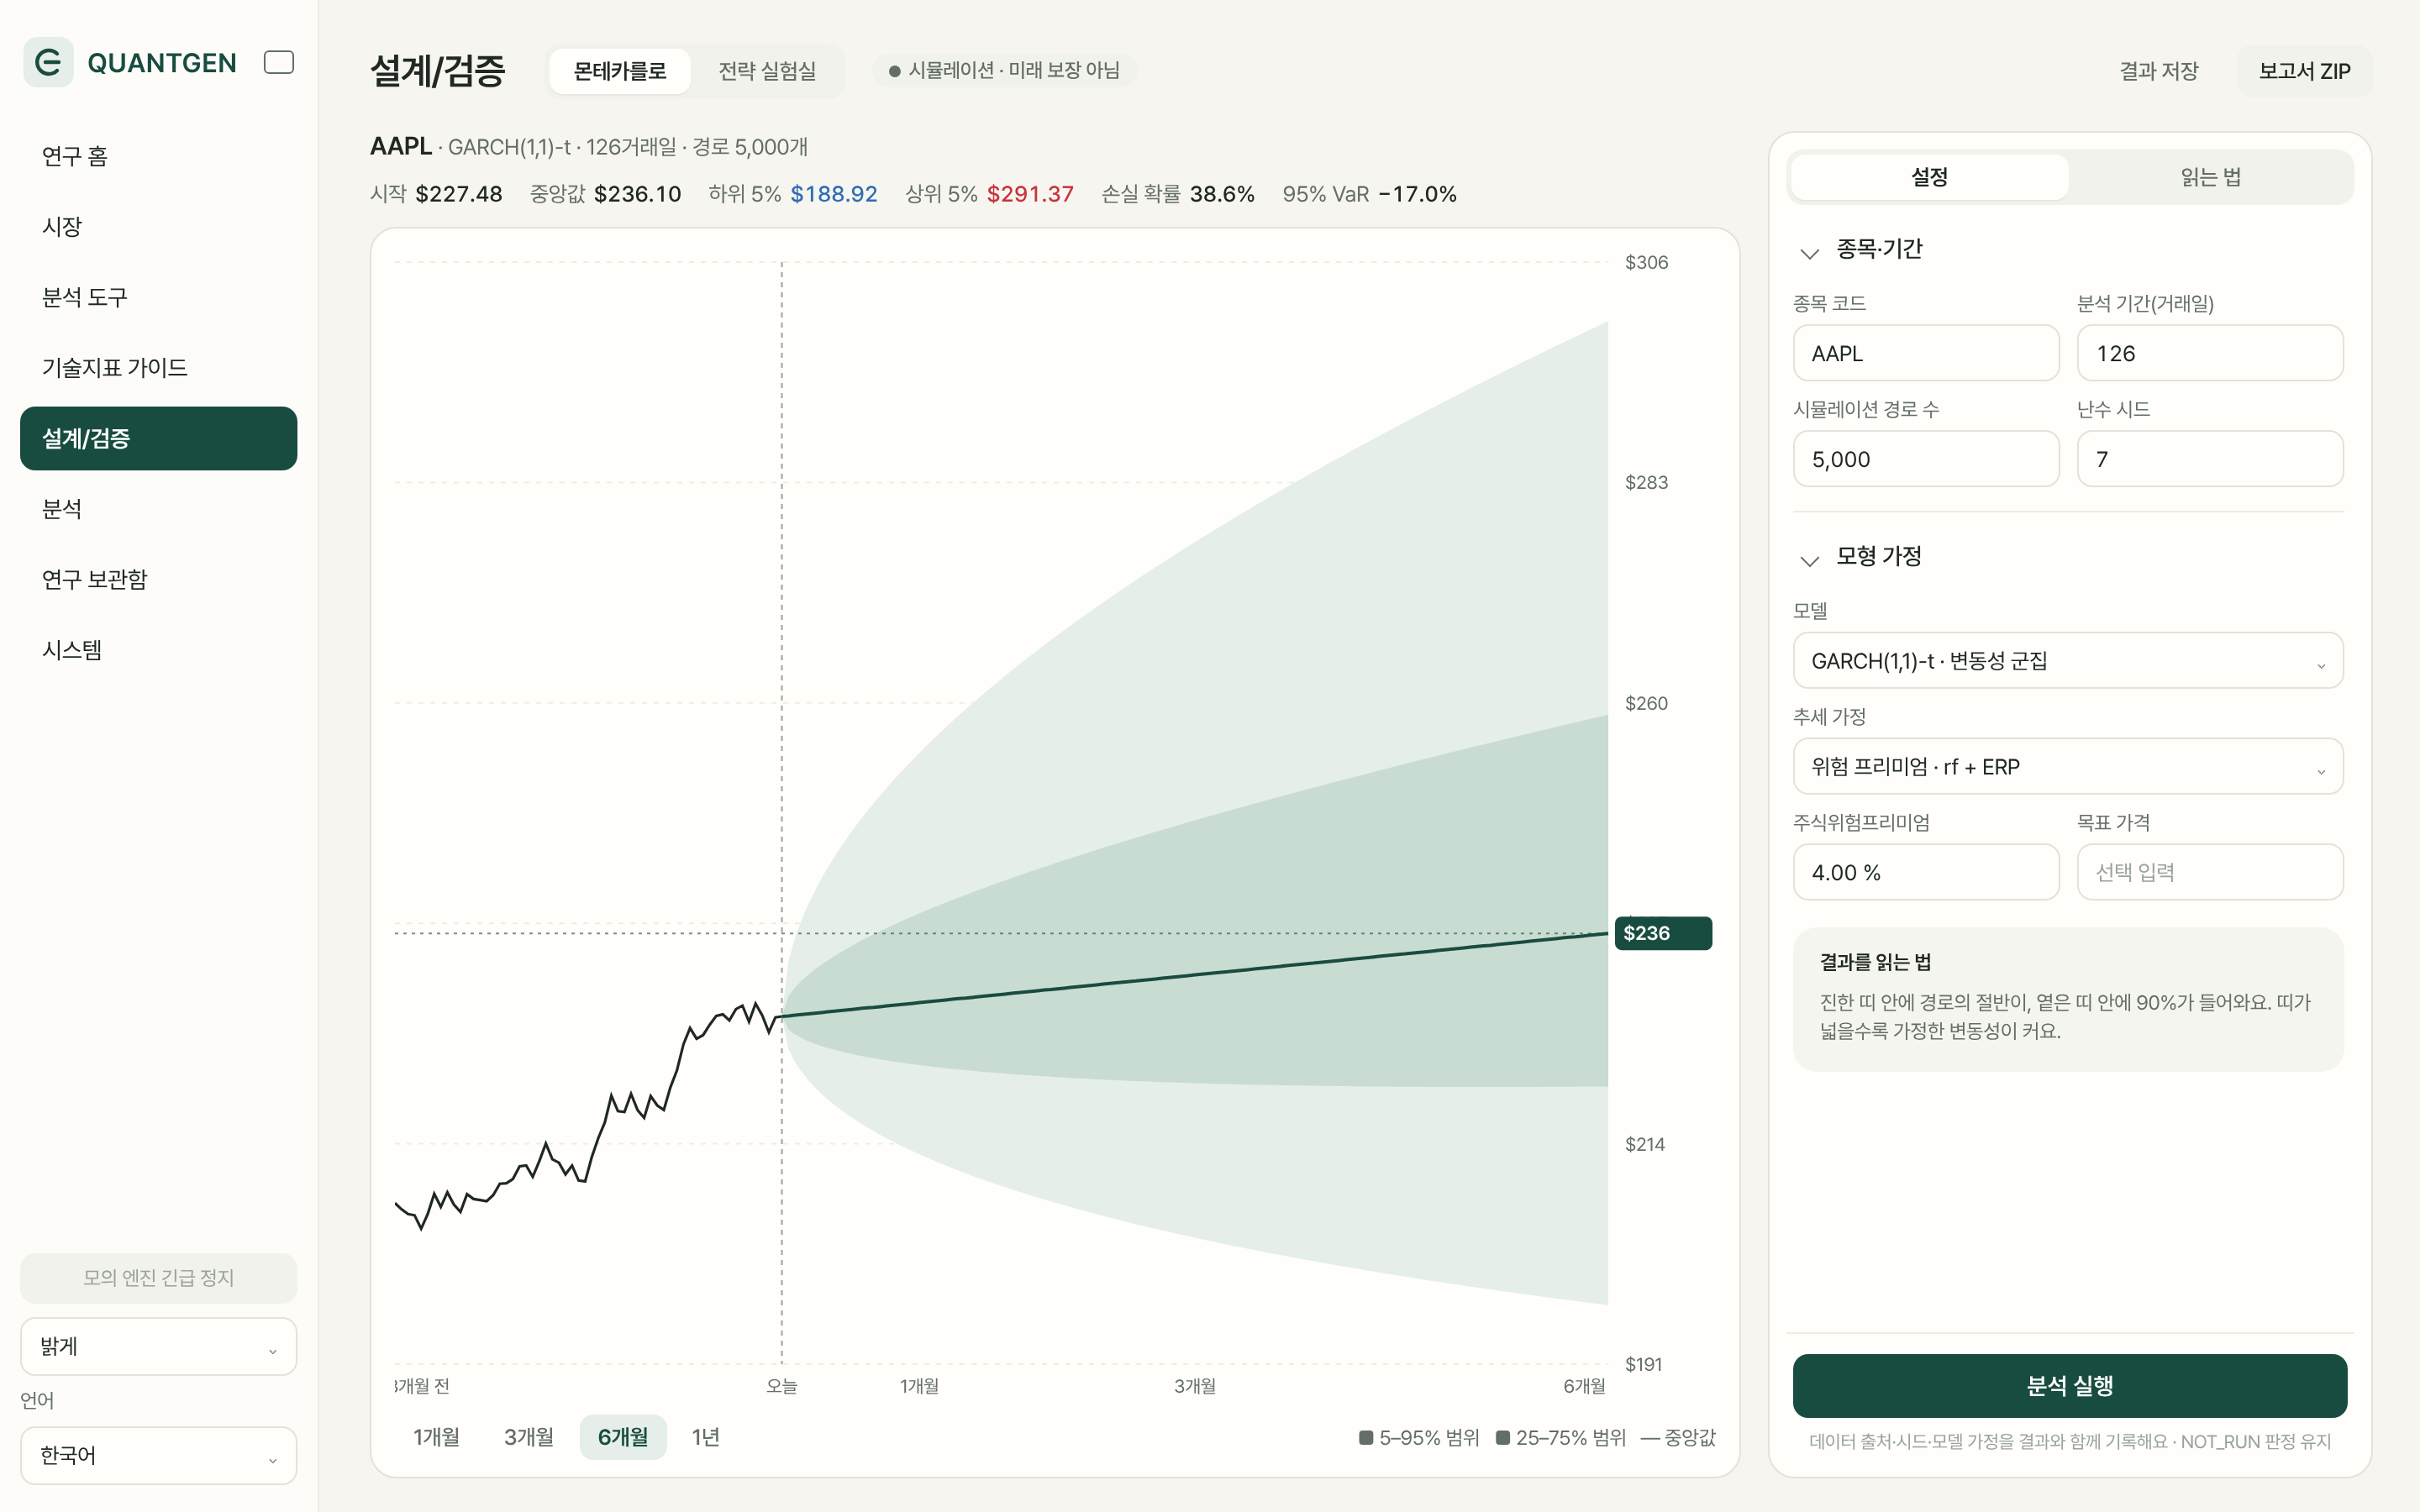 QUANTGEN
연구 홈
시장
분석 도구
기술지표 가이드
설계/검증
분석
연구 보관함
시스템
모의 엔진 긴급 정지
밝게
언어
한국어
설계/검증
몬테카를로
전략 실험실
시뮬레이션 · 미래 보장 아님
결과 저장
보고서 ZIP
AAPL · GARCH(1,1)-t · 126거래일 · 경로 5,000개
시작 $227.48 중앙값 $236.10 하위 5% $188.92 상위 5% $291.37 손실 확률 38.6% 95% VaR −17.0%
$306
$283
$260
$236
$214
$191
3개월 전 오늘 1개월 3개월 6개월
1개월 3개월 6개월 1년
5–95% 범위 25–75% 범위 — 중앙값
설정 읽는 법
종목·기간
종목 코드 분석 기간(거래일)
AAPL 126
시뮬레이션 경로 수 난수 시드
5,000 7
모형 가정
모델
GARCH(1,1)-t · 변동성 군집
추세 가정
위험 프리미엄 · rf + ERP
주식위험프리미엄 목표 가격
4.00 % 선택 입력
결과를 읽는 법
진한 띠 안에 경로의 절반이, 옅은 띠 안에 90%가 들어와요. 띠가
넓을수록 가정한 변동성이 커요.
분석 실행
데이터 출처·시드·모델 가정을 결과와 함께 기록해요 · NOT_RUN 판정 유지